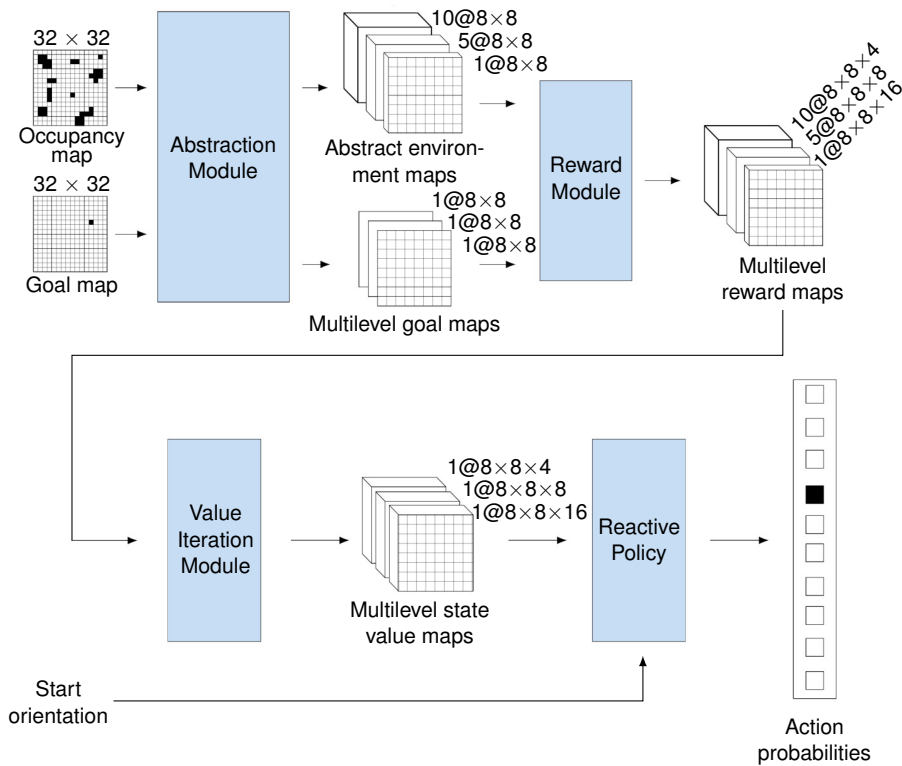 32 × 32
Occupancy
map
32 × 32
Goal map
Abstraction
Module
10@8×8
5@8×8
1@8×8
Abstract environ-
ment maps
1@8×8
1@8×8
1@8×8
Multilevel goal maps
Reward
Module
10@8×8×4
5@8×8×8
1@8×8×16
Multilevel
reward maps
Value
Iteration
Module
1@8×8×4
1@8×8×8
1@8×8×16
Multilevel state
value maps
Reactive
Policy
Start
orientation
Action
probabilities